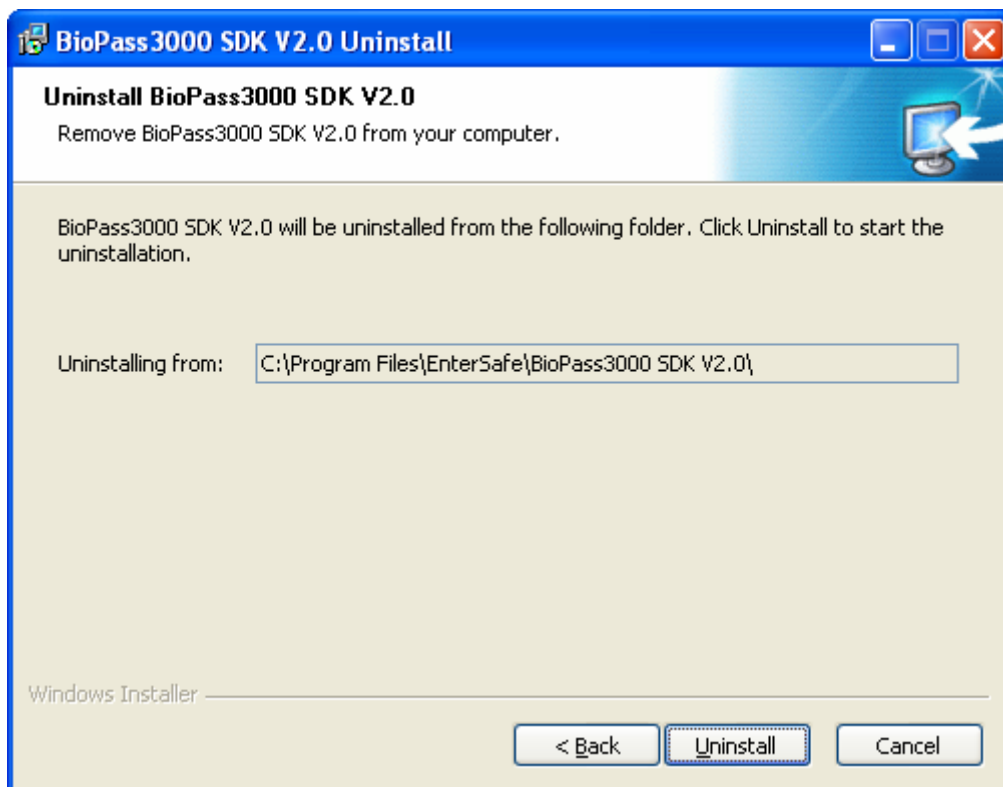 BioPass3000 SDK V2.0 Uninstall
Uninstall BioPass3000 SDK V2.0
Remove BioPass3000 SDK V2.0 from your computer.
BioPass3000 SDK V2.0 will be uninstalled from the following folder. Click Uninstall to start the
uninstallation.
Uninstalling from: C:\Program Files\EnterSafe\BioPass3000 SDK V2.0\
Windows Installer
< Back Uninstall Cancel